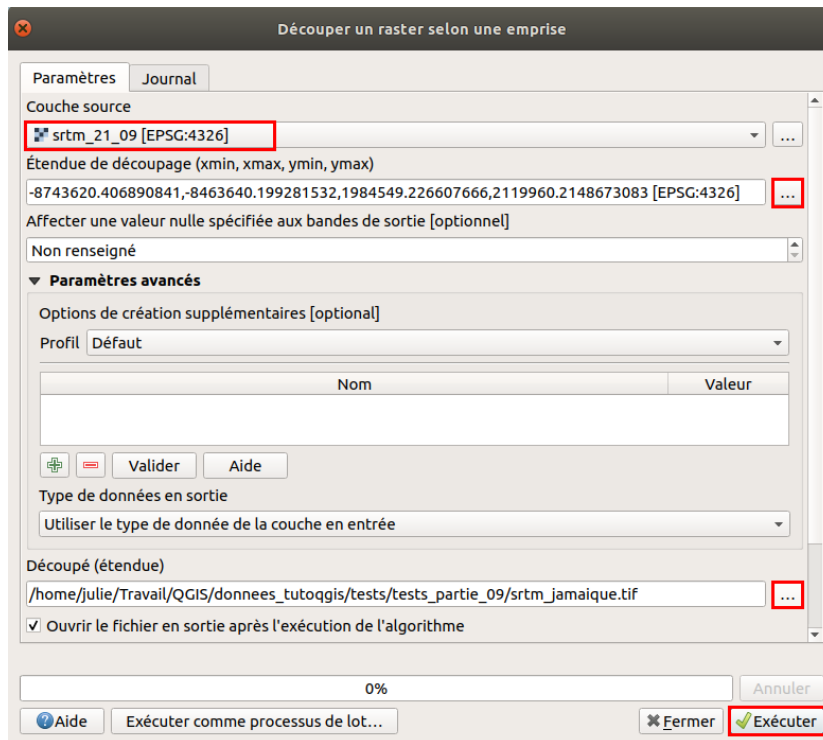 Découper un raster selon une emprise
Paramètres Journal
Couche source
srtm_21_09 [EPSG:4326] ...
Étendue de découpage (xmin, xmax, ymin, ymax)
-8743620.406890841,-8463640.199281532,1984549.226607666,2119960.2148673083 [EPSG:4326] ...
Affecter une valeur nulle spécifiée aux bandes de sortie [optionnel]
Non renseigné
Paramètres avancés
Options de création supplémentaires [optional]
Profil Défaut
Nom Valeur
Valider Aide
Type de données en sortie
Utiliser le type de donnée de la couche en entrée
Découpé (étendue)
/home/julie/Travail/QGIS/donnees_tutoqgis/tests/tests_partie_09/srtm_jamaique.tif ...
Ouvrir le fichier en sortie après l'exécution de l'algorithme
0% Annuler
Aide Exécuter comme processus de lot... Fermer Exécuter